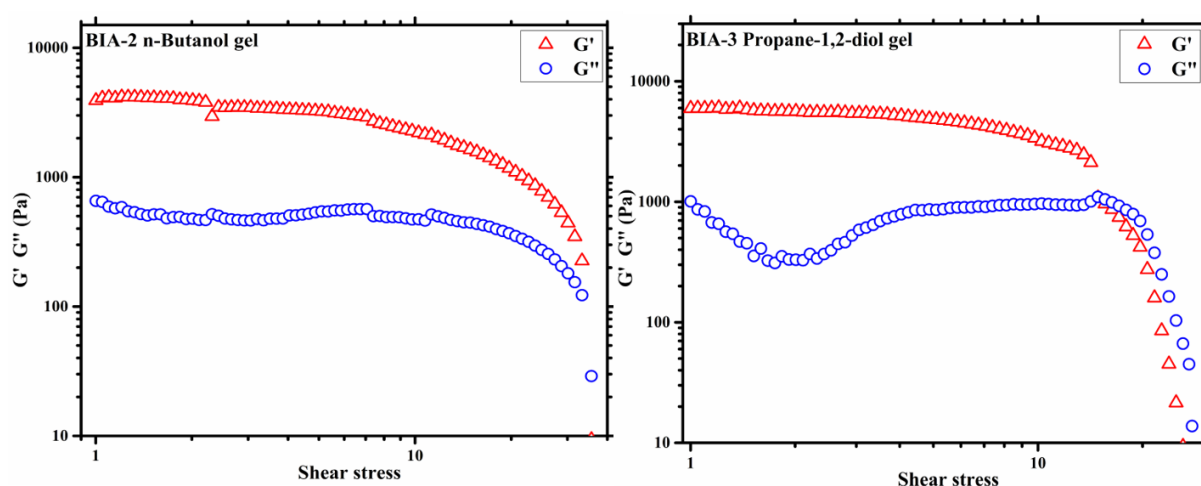 BIA-2 n-Butanol gel
G'
G"
10000
1000
100
10
G' G" (Pa)
1
10
Shear stress
BIA-3 Propane-1,2-diol gel
G'
G"
10000
1000
100
10
G' G" (Pa)
1
10
Shear stress